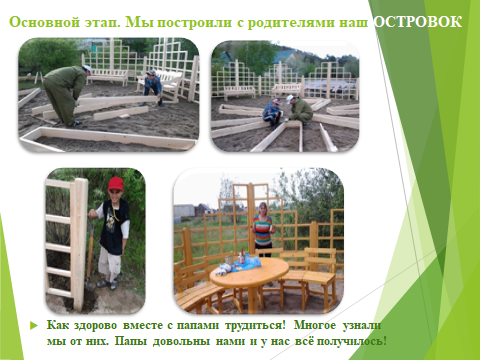 Основной этап. Мы построили с родителями наш ОСТРОВОК
Как здорово вместе с папами трудиться! Многое узнали
мы от них. Папы довольны нами и у нас всё получилось!